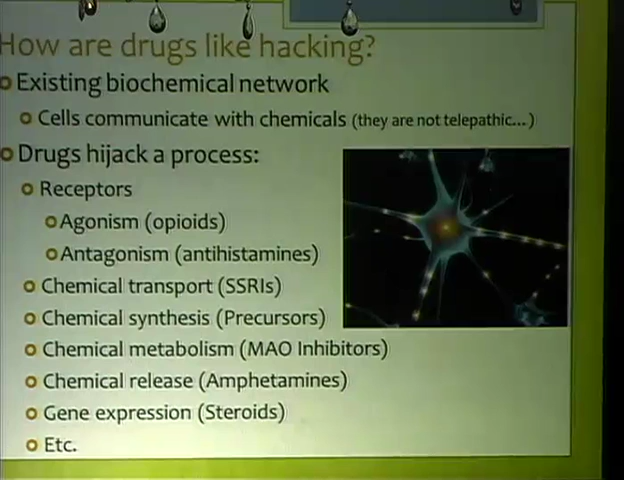 How are drugs like hacking?
Existing biochemical network
Cells communicate with chemicals (they are not telepathic...)
Drugs hijack a process:
Receptors
Agonism (opioids)
Antagonism (antihistamines)
Chemical transport (SSRIs)
Chemical synthesis (Precursors)
Chemical metabolism (MAO Inhibitors)
Chemical release (Amphetamines)
Gene expression (Steroids)
Etc.